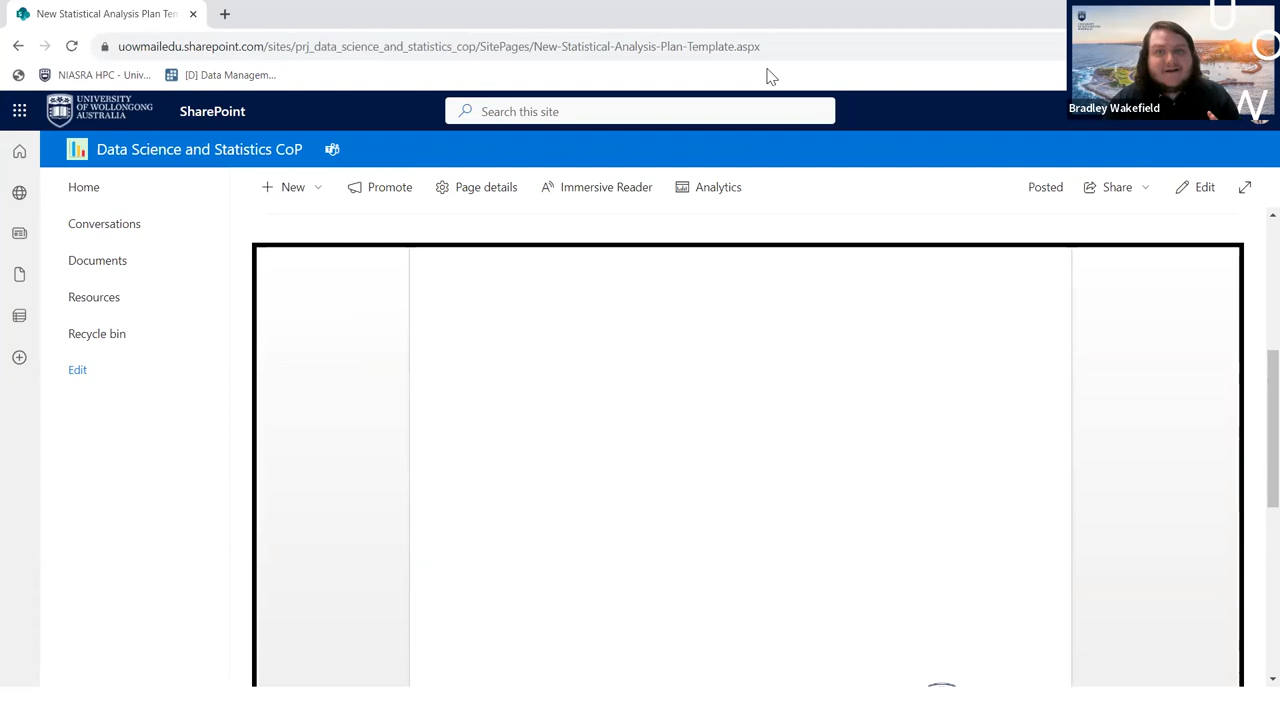 New Statistical Analysis Plan Tem
uowmailedu.sharepoint.com/sites/prj_data_science_and_statistics_cop/SitePages/New-Statistical-Analysis-Plan-Template.aspx
NIASRA HPC - Univ...
[D] Data Managem...
Bradley Wakefield
UOW
UNIVERSITY
OF WOLLONGONG
AUSTRALIA
SharePoint
Search this site
Data Science and Statistics CoP
Home
New
Promote
Page details
Immersive Reader
Analytics
Posted
Share
Edit
Conversations
Documents
Resources
Recycle bin
Edit